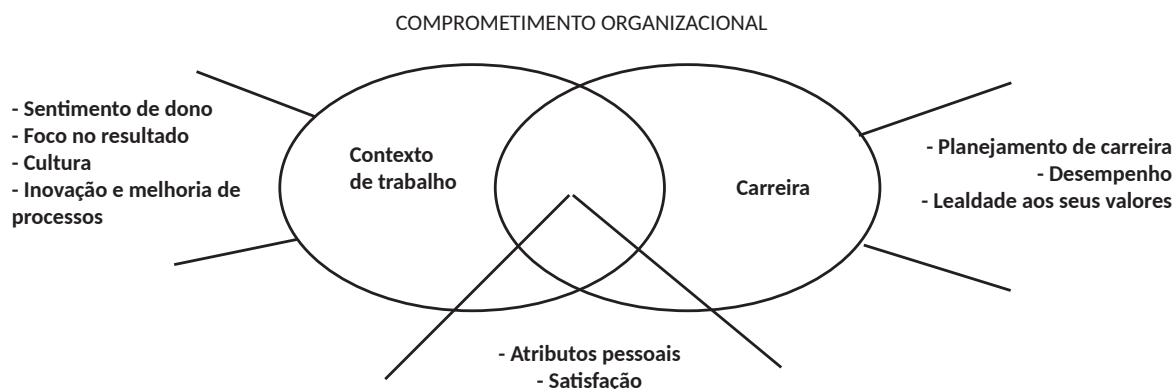 COMPROMETIMENTO ORGANIZACIONAL
- Sentimento de dono
- Foco no resultado
- Cultura
- Inovação e melhoria de
processos
Contexto
de trabalho
Carreira
- Planejamento de carreira
- Desempenho
- Lealdade aos seus valores
- Atributos pessoais
- Satisfação